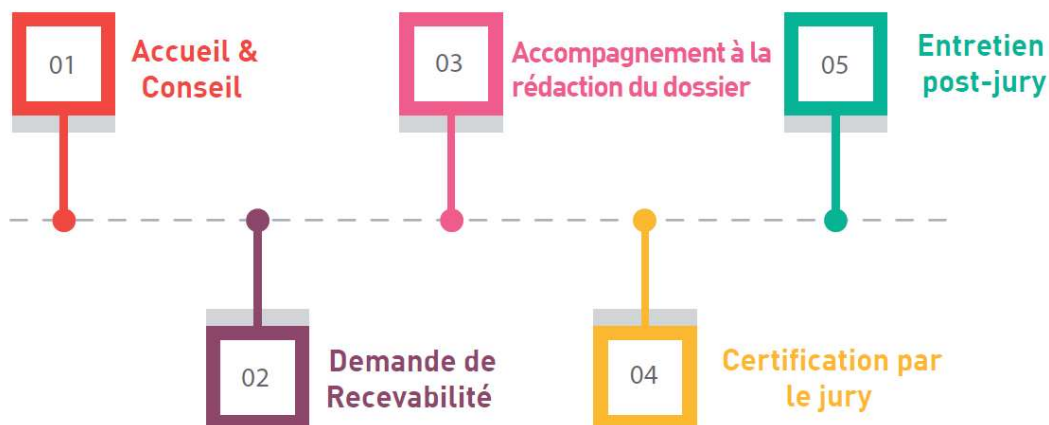 01
Accueil &
Conseil
02
Demande de
Recevabilité
03
Accompagnement à la
rédaction du dossier
04
Certification par
le jury
05
Entretien
post-jury